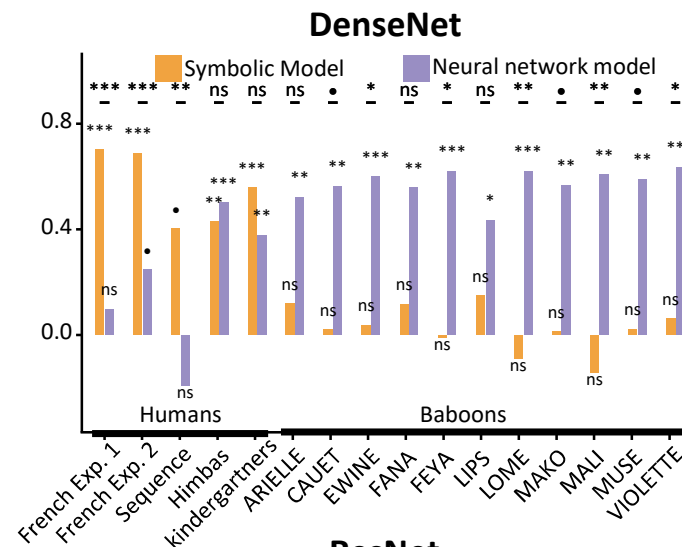 DenseNet
Symbolic Model Neural network model
*** *** ** ns ns ns • * ns * ns ** • ** • *
0.8
*** *** • ** *** *** ** ** ** *** ** *** * *** ** ** ** **
0.4
ns • ns ns ns ns ns ns ns ns ns ns ns ns
0.0
Humans Baboons
French Exp. 1
French Exp. 2
Sequence
Himbas
kindergartners
ARIELLE
CAUET
EWINE
FANA
FEYA
LIPS
LOME
MAKO
MALI
MUSE
VIOLETTE